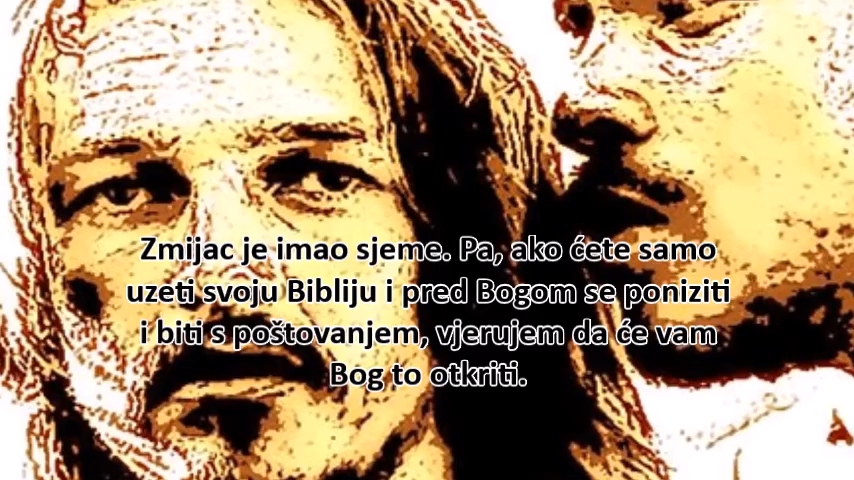 Zmijac je imao sjeme. Pa, ako ćete samo
uzeti svoju Bibliju i pred Bogom se poniziti
i biti s poštovanjem, vjerujem da će vam
Bog to otkriti.